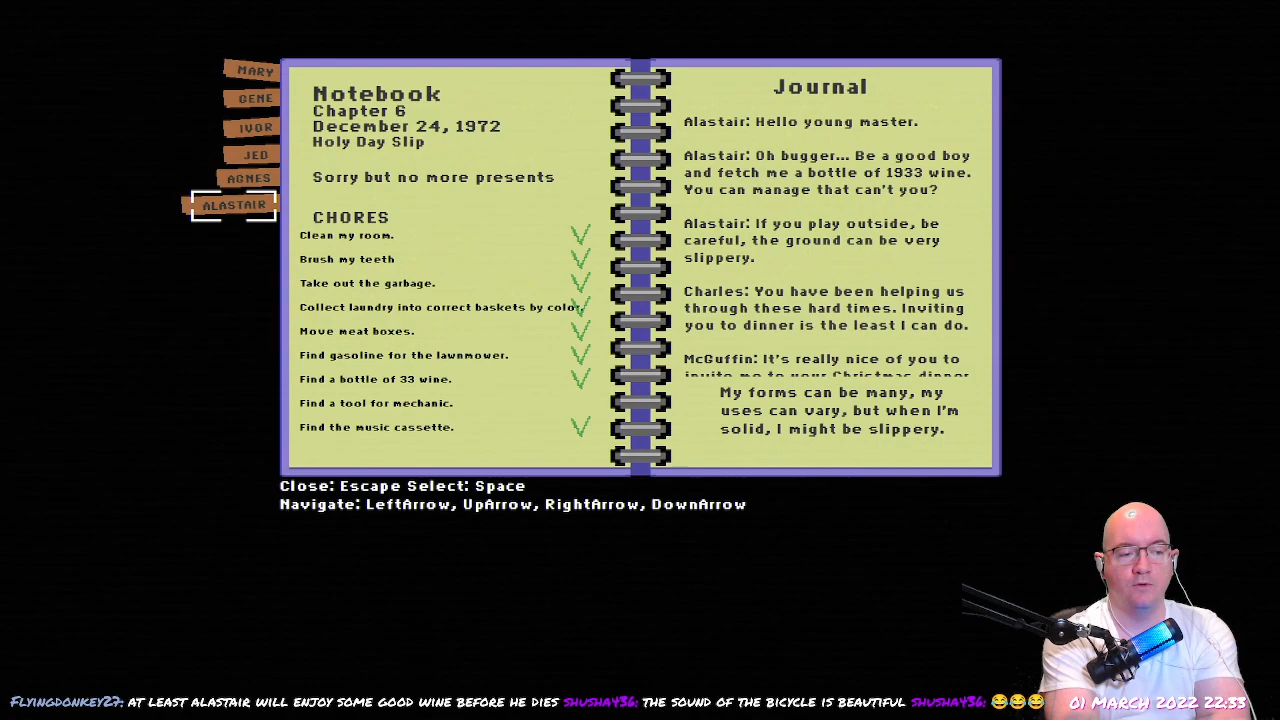 MARY
GENE
IVOR
JED
AGNES
ALASTAIR
Notebook
Chapter 6
December 24, 1972
Holy Day Slip
Sorry but no more presents
CHORES
Clean my room.
Brush my teeth
Take out the garbage.
Collect laundry into correct baskets by color.
Move meat boxes.
Find gasoline for the lawnmower.
Find a bottle of 33 wine.
Find a tool for mechanic.
Find the music cassette.
Journal
Alastair: Hello young master.
Alastair: Oh bugger... Be a good boy
and fetch me a bottle of 1933 wine.
You can manage that can't you?
Alastair: If you play outside, be
careful, the ground can be very
slippery.
Charles: You have been helping us
through these hard times. Inviting
you to dinner is the least I can do.
McGuffin: It's really nice of you to
invite me to your Christmas dinner
My forms can be many, my
uses can vary, but when I'm
solid, I might be slippery.
Close: Escape Select: Space
Navigate: LeftArrow, UpArrow, RightArrow, DownArrow
Flyingdonkey27: at least Alastair will enjoy some good wine before he dies shusha436: the sound of the bicycle is beautiful shusha436: 😂😂😂
01 March 2022 22:33